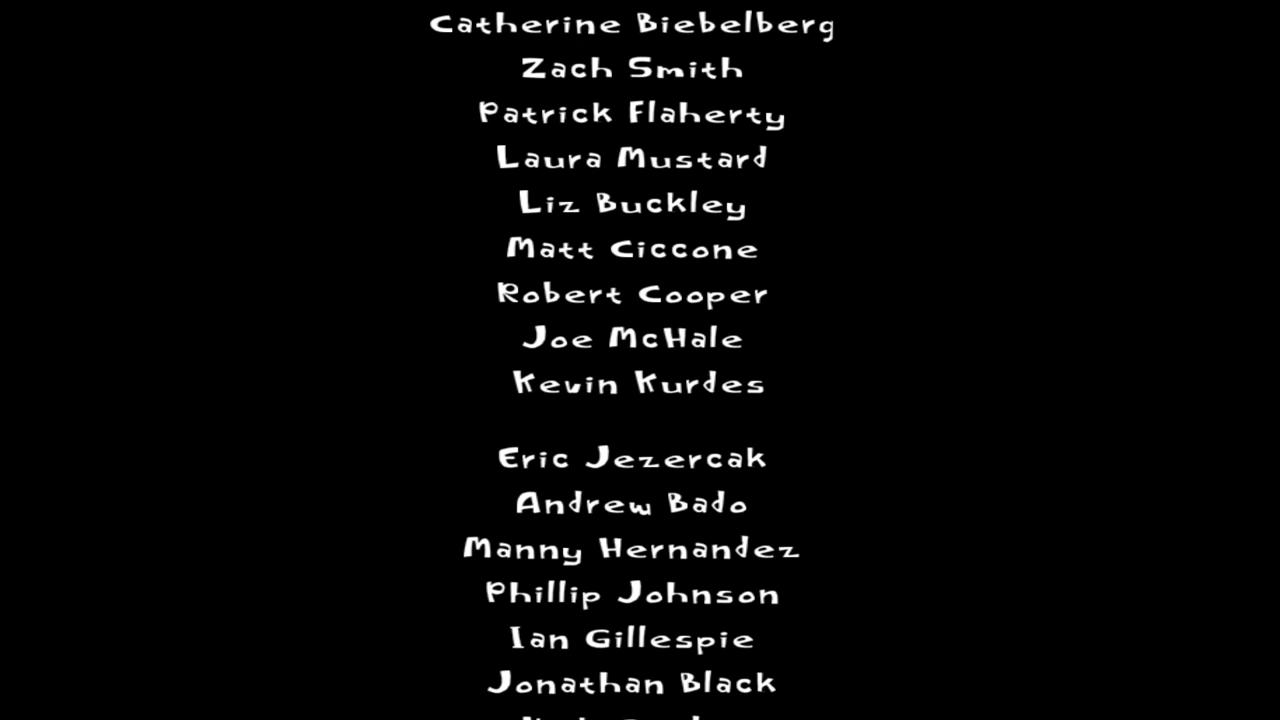 Catherine Biebelberg
Zach Smith
Patrick Flaherty
Laura Mustard
Liz Buckley
Matt Ciccone
Robert Cooper
Joe McHale
Kevin Kurdes
Eric Jezercak
Andrew Bado
Manny Hernandez
Phillip Johnson
Ian Gillespie
Jonathan Black